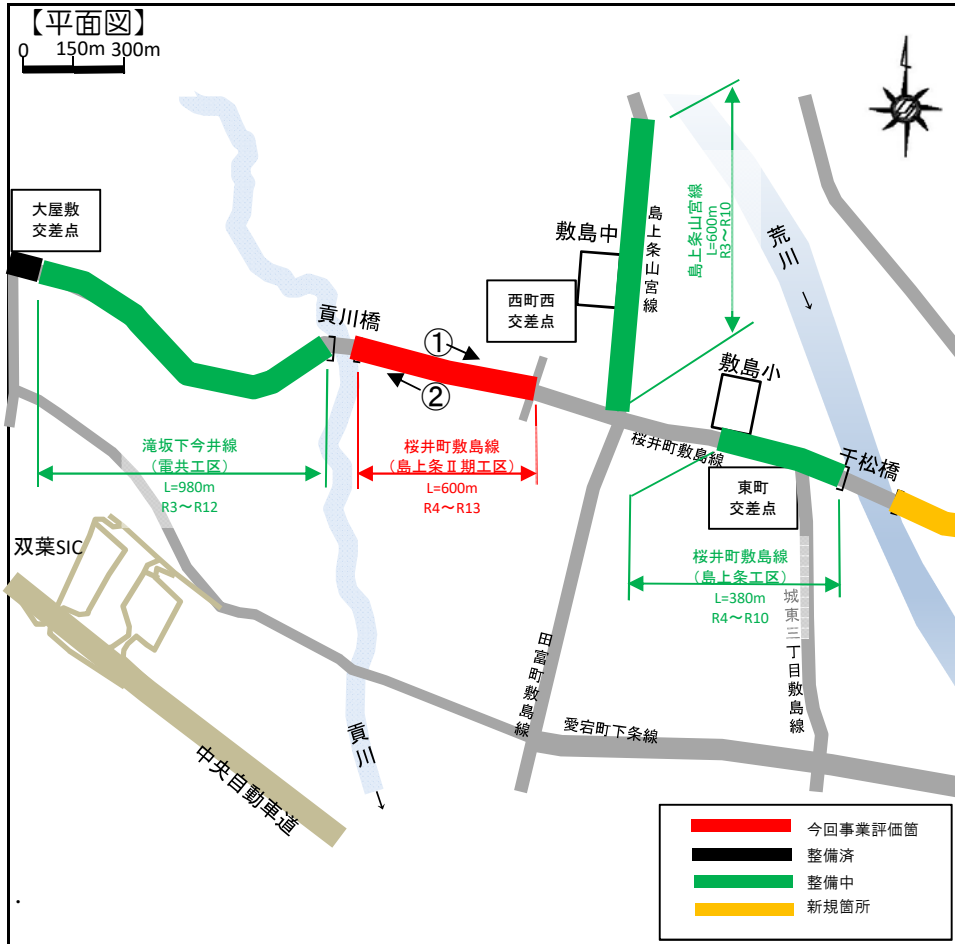 【平面図】
0 150m 300m
大屋敷
交差点
貢川橋
①
②
敷島中
西町西
交差点
島上条山宮線
島上条山宮線
L=600m
R3～R10
荒川
↓
敷島小
桜井町敷島線
千松橋
東町
交差点
滝坂下今井線
（電共工区）
L=980m
R3～R12
桜井町敷島線
（島上条Ⅱ期工区）
L=600m
R4～R13
桜井町敷島線
（島上条工区）
L=380m
R4～R10
双葉SIC
中央自動車道
貢川
↓
田富町敷島線
愛宕町下条線
城東三丁目敷島線
今回事業評価箇
整備済
整備中
新規箇所
.